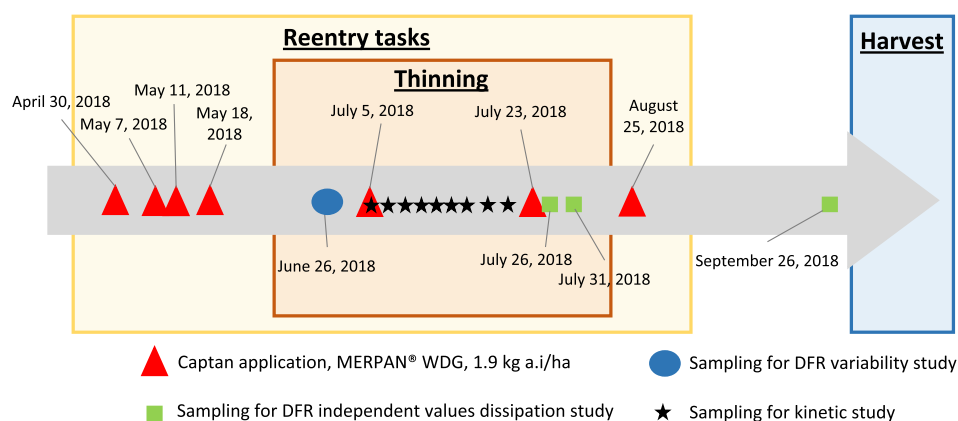 Reentry tasks
Harvest
Thinning
April 30, 2018
May 7, 2018
May 11, 2018
May 18,
2018
July 5, 2018
July 23, 2018
August
25, 2018
June 26, 2018
July 26, 2018
July 31, 2018
September 26, 2018
Captan application, MERPAN® WDG, 1.9 kg a.i/ha
Sampling for DFR variability study
Sampling for DFR independent values dissipation study
Sampling for kinetic study